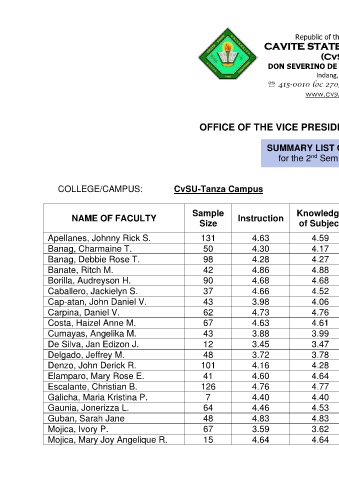 Republic of th
CAVITE STATE
(CvS
DON SEVERINO DE
Indang,
☏ 415-0010 loc 270,
www.cvsu
OFFICE OF THE VICE PRESID
SUMMARY LIST O
for the 2nd Sem
COLLEGE/CAMPUS: CvSU-Tanza Campus
NAME OF FACULTY Sample Size Instruction Knowledg of Subjec
Apellanes, Johnny Rick S. 131 4.63 4.59
Banag, Charmaine T. 50 4.30 4.17
Banag, Debbie Rose T. 98 4.28 4.27
Banate, Ritch M. 42 4.86 4.88
Borilla, Audreyson H. 90 4.68 4.68
Caballero, Jackielyn S. 37 4.66 4.52
Cap-atan, John Daniel V. 43 3.98 4.06
Carpina, Daniel V. 62 4.73 4.76
Costa, Haizel Anne M. 67 4.63 4.61
Cumayas, Angelika M. 43 3.88 3.99
De Silva, Jan Edizon J. 12 3.45 3.47
Delgado, Jeffrey M. 48 3.72 3.78
Denzo, John Derick R. 101 4.16 4.28
Elamparo, Mary Rose E. 41 4.60 4.64
Escalante, Christian B. 126 4.76 4.77
Galicha, Maria Kristina P. 7 4.40 4.40
Gaunia, Jonerizza L. 64 4.46 4.53
Guban, Sarah Jane 48 4.83 4.83
Mojica, Ivory P. 67 3.59 3.62
Mojica, Mary Joy Angelique R. 15 4.64 4.64